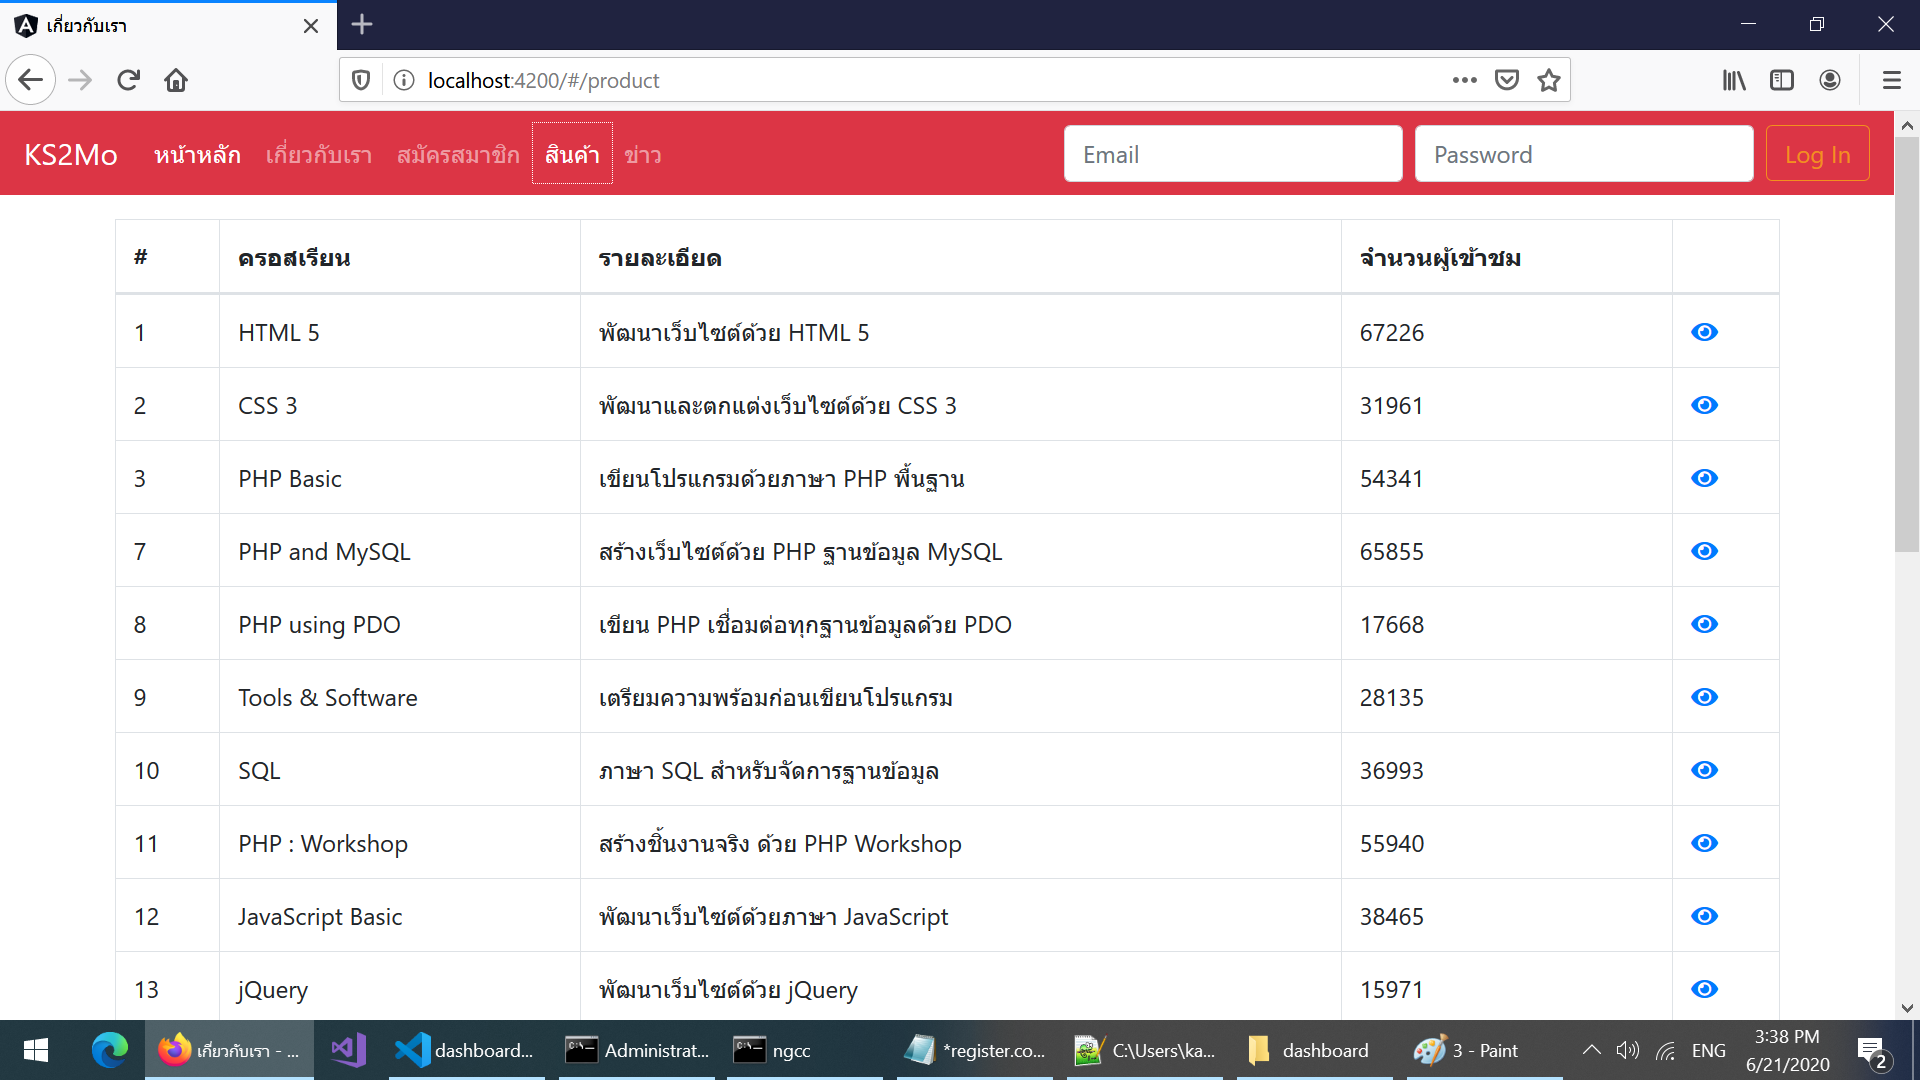 เกี่ยวกับเรา
localhost:4200/#/product
KS2Mo หน้าหลัก เกี่ยวกับเรา สมัครสมาชิก สินค้า ข่าว Email Password Log In
# ครอสเรียน รายละเอียด จำนวนผู้เข้าชม
1 HTML 5 พัฒนาเว็บไซต์ด้วย HTML 5 67226
2 CSS 3 พัฒนาและตกแต่งเว็บไซต์ด้วย CSS 3 31961
3 PHP Basic เขียนโปรแกรมด้วยภาษา PHP พื้นฐาน 54341
7 PHP and MySQL สร้างเว็บไซต์ด้วย PHP ฐานข้อมูล MySQL 65855
8 PHP using PDO เขียน PHP เชื่อมต่อทุกฐานข้อมูลด้วย PDO 17668
9 Tools & Software เตรียมความพร้อมก่อนเขียนโปรแกรม 28135
10 SQL ภาษา SQL สำหรับจัดการฐานข้อมูล 36993
11 PHP : Workshop สร้างชิ้นงานจริง ด้วย PHP Workshop 55940
12 JavaScript Basic พัฒนาเว็บไซต์ด้วยภาษา JavaScript 38465
13 jQuery พัฒนาเว็บไซต์ด้วย jQuery 15971
เกี่ยวกับเรา - ... dashboard... Administrat... ngcc *register.co... C:\Users\ka... dashboard 3 - Paint ENG 3:38 PM
6/21/2020 2